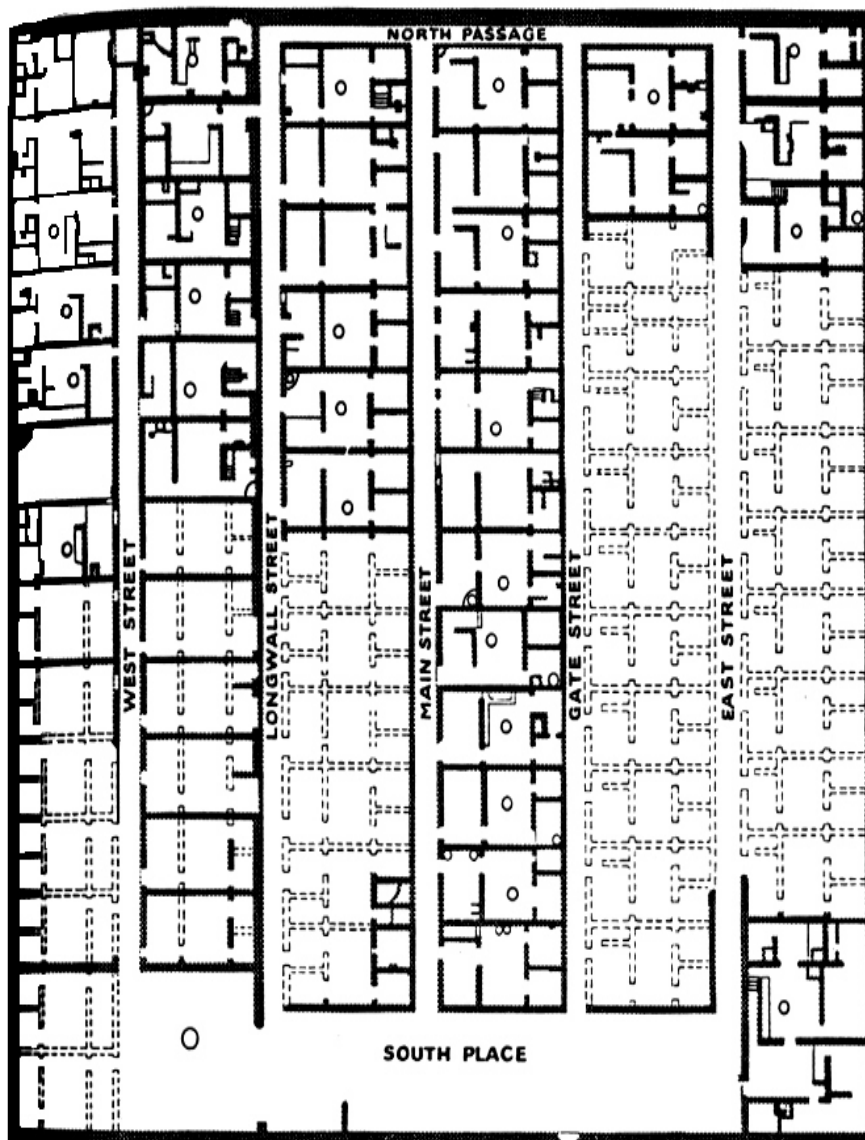 NORTH PASSAGE
WEST STREET
LONGWALL STREET
MAIN STREET
GATE STREET
EAST STREET
SOUTH PLACE